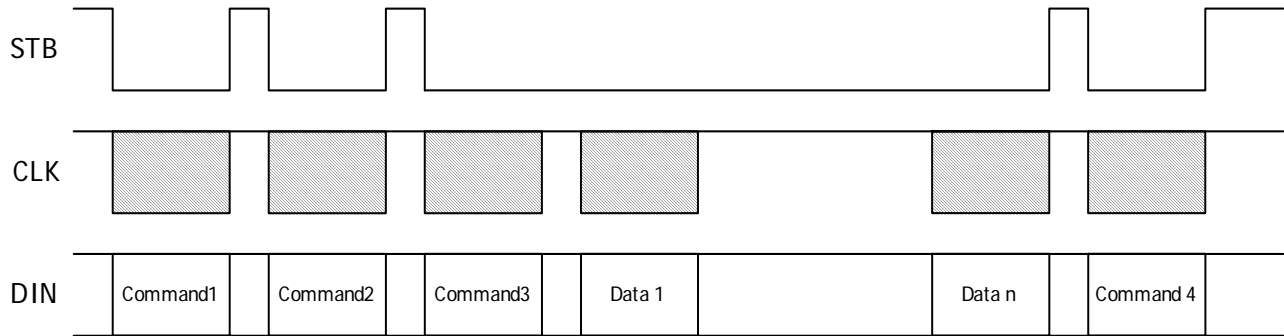 STB
CLK
DIN
Command1 Command2 Command3 Data 1 Data n Command 4